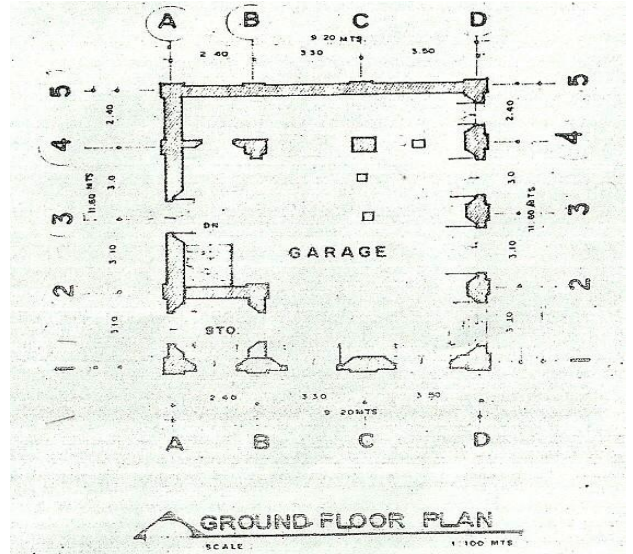 A B C D
9.20 MTS.
2.40 3.30 3.50
5 5
2.40 2.40
4 4
3.0 3.0
11.60 MTS 11.60 MTS
3 3
DN
3.10 3.10
GARAGE
2 2
3.10 3.10
STO.
1 1
2.40 3.30 3.50
9.20MTS
A B C D
GROUND FLOOR PLAN
SCALE : 1:100 MTS